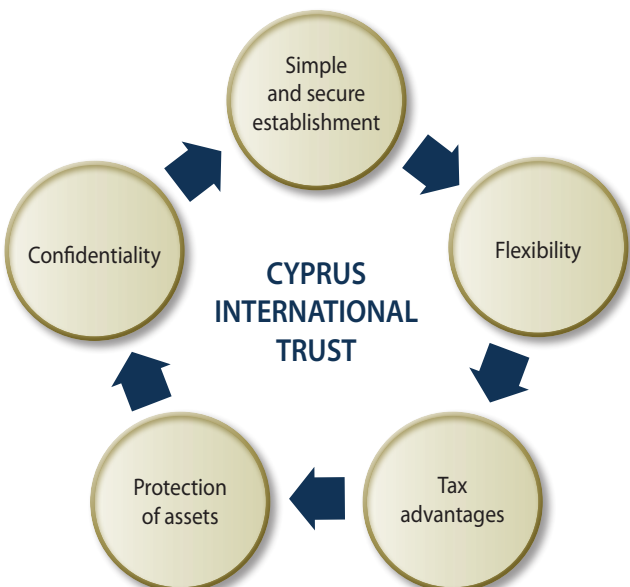 Simple
and secure
establishment
Flexibility
Tax
advantages
Protection
of assets
Confidentiality
CYPRUS
INTERNATIONAL
TRUST